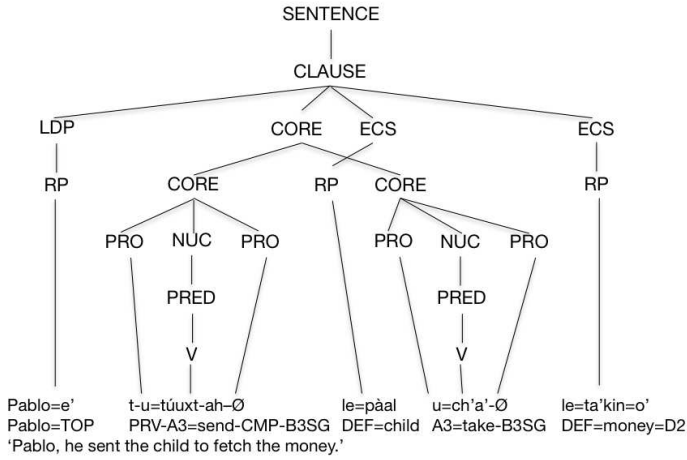 SENTENCE
CLAUSE
LDP CORE ECS ECS
RP CORE RP CORE RP
PRO NUC PRO PRO NUC PRO
PRED PRED
V V
Pablo=e’ t-u=túuxt-ah–Ø le=pàal u=ch’a’-Ø le=ta’kin=o’
Pablo=TOP PRV-A3=send-CMP-B3SG DEF=child A3=take-B3SG DEF=money=D2
‘Pablo, he sent the child to fetch the money.’